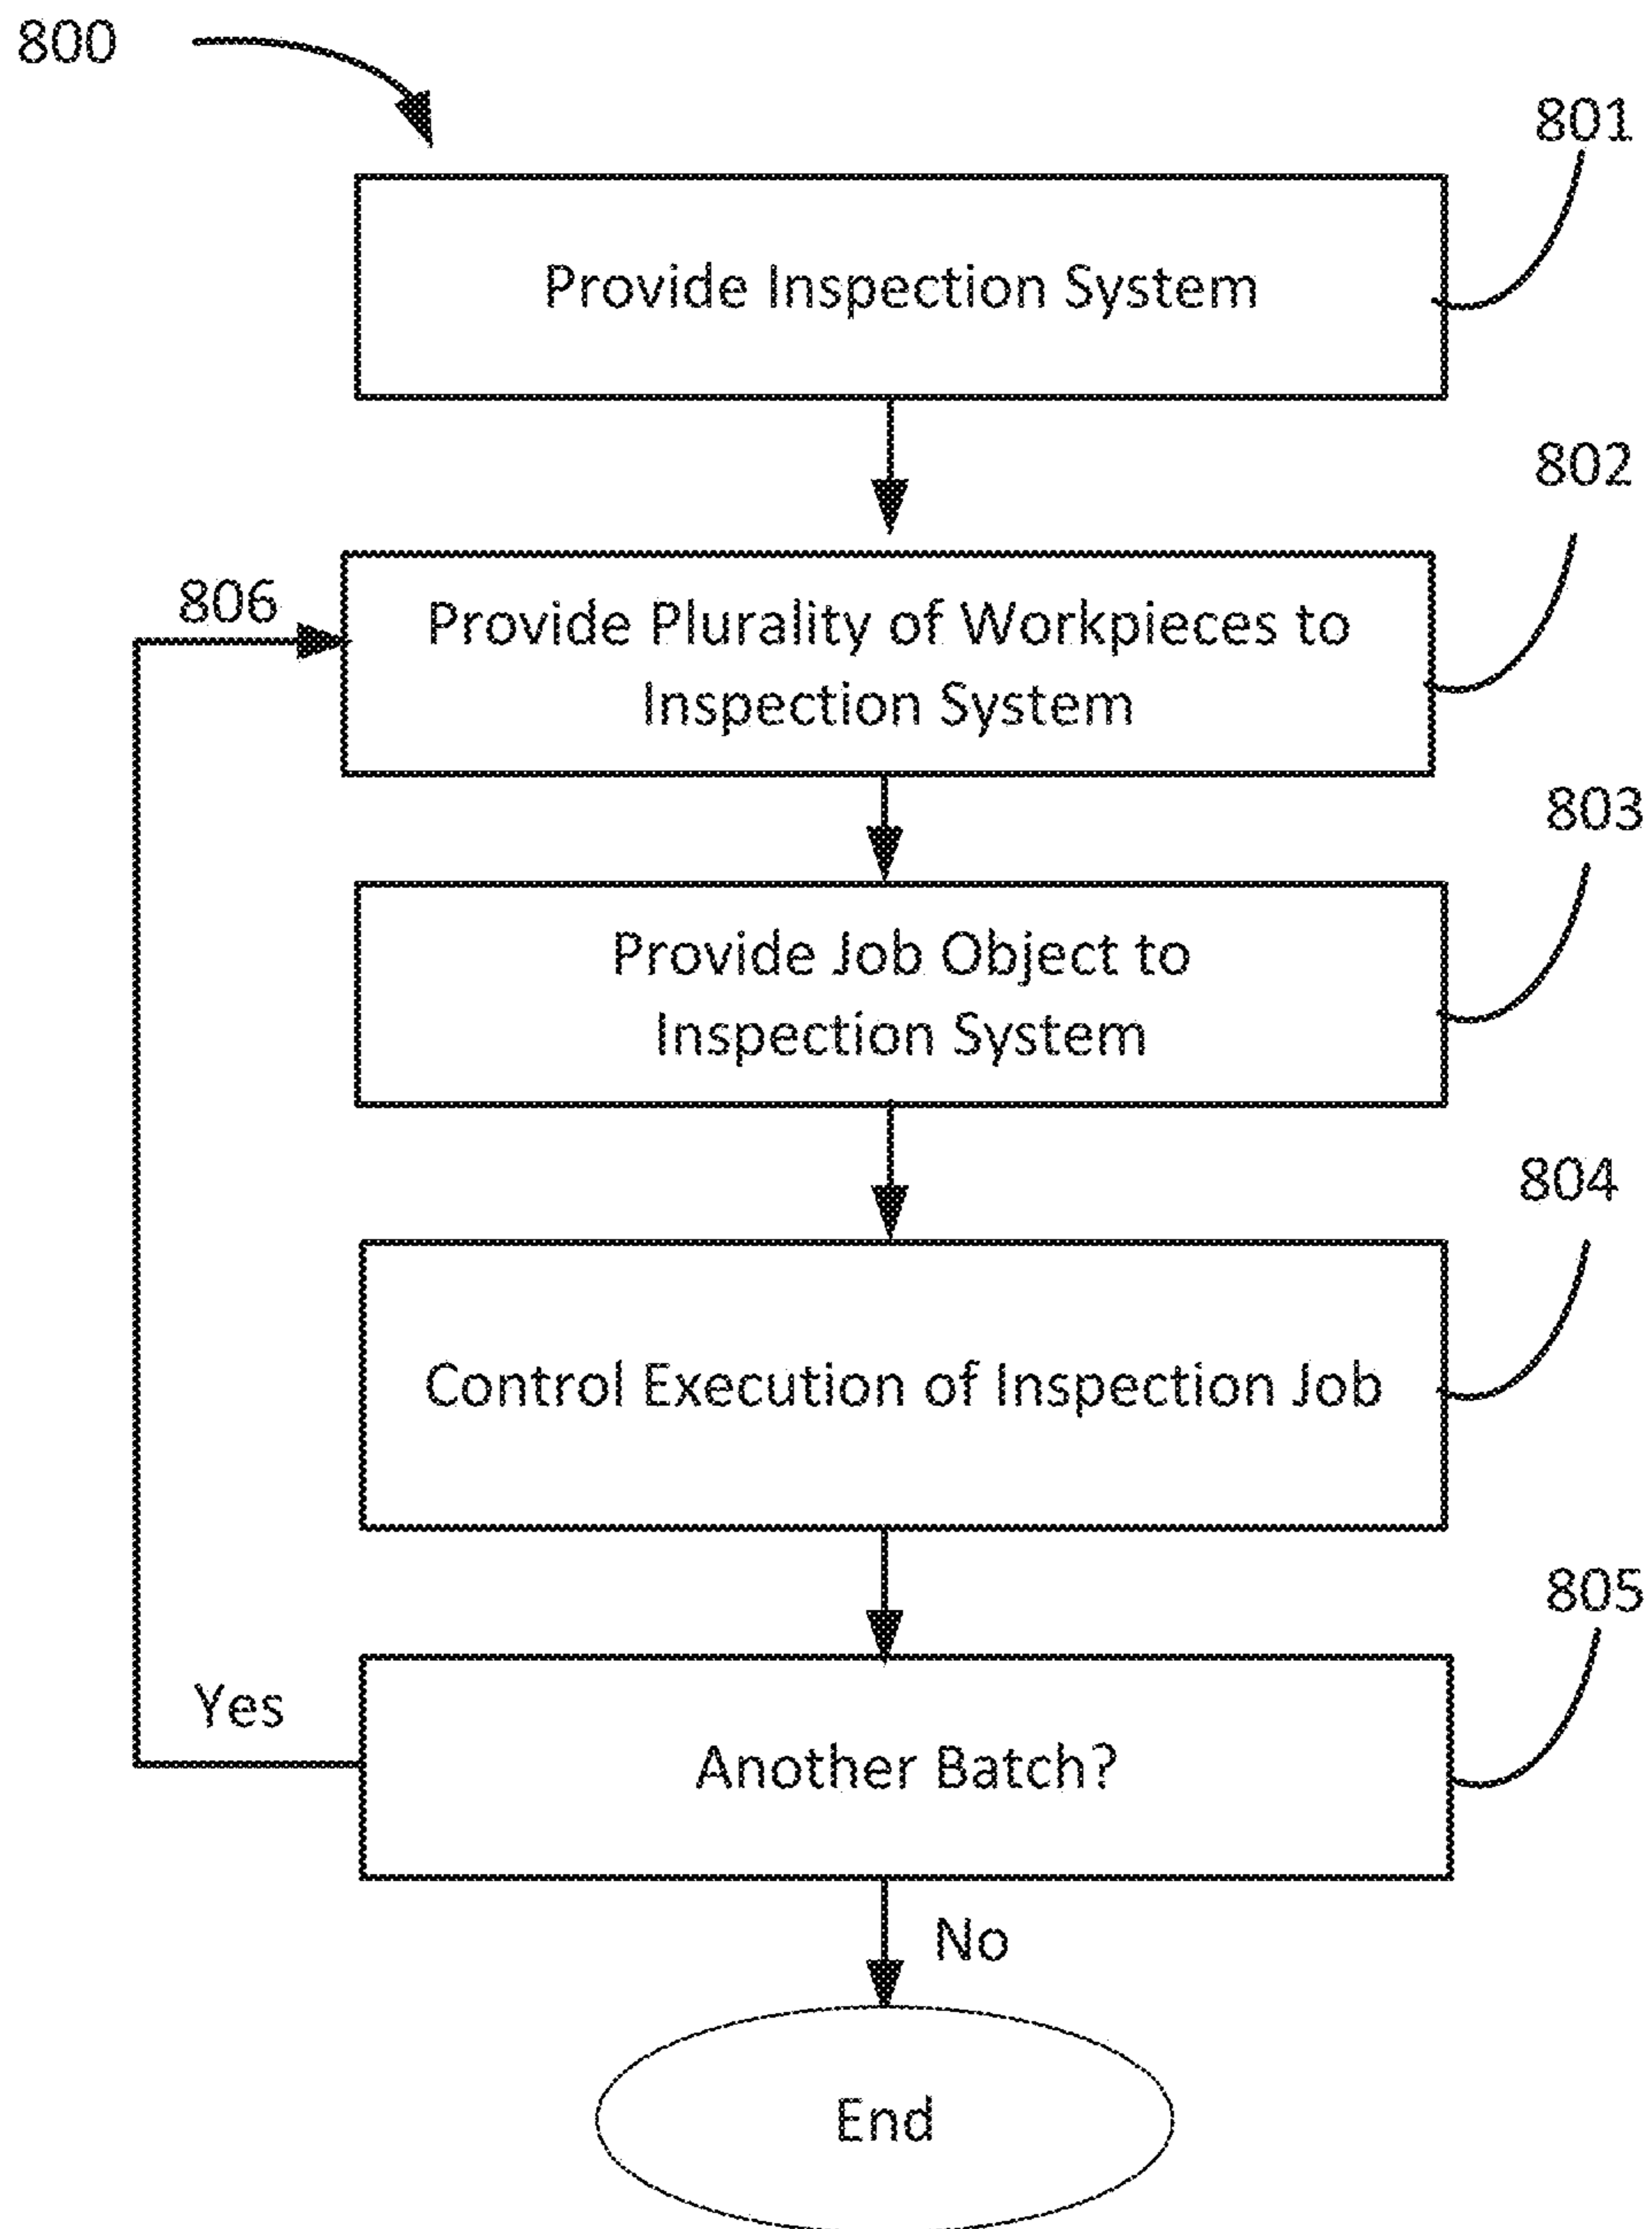 800
801
Provide Inspection System
802
806
Provide Plurality of Workpieces to
Inspection System
803
Provide Job Object to
Inspection System
804
Control Execution of Inspection Job
805
Yes
Another Batch?
No
End